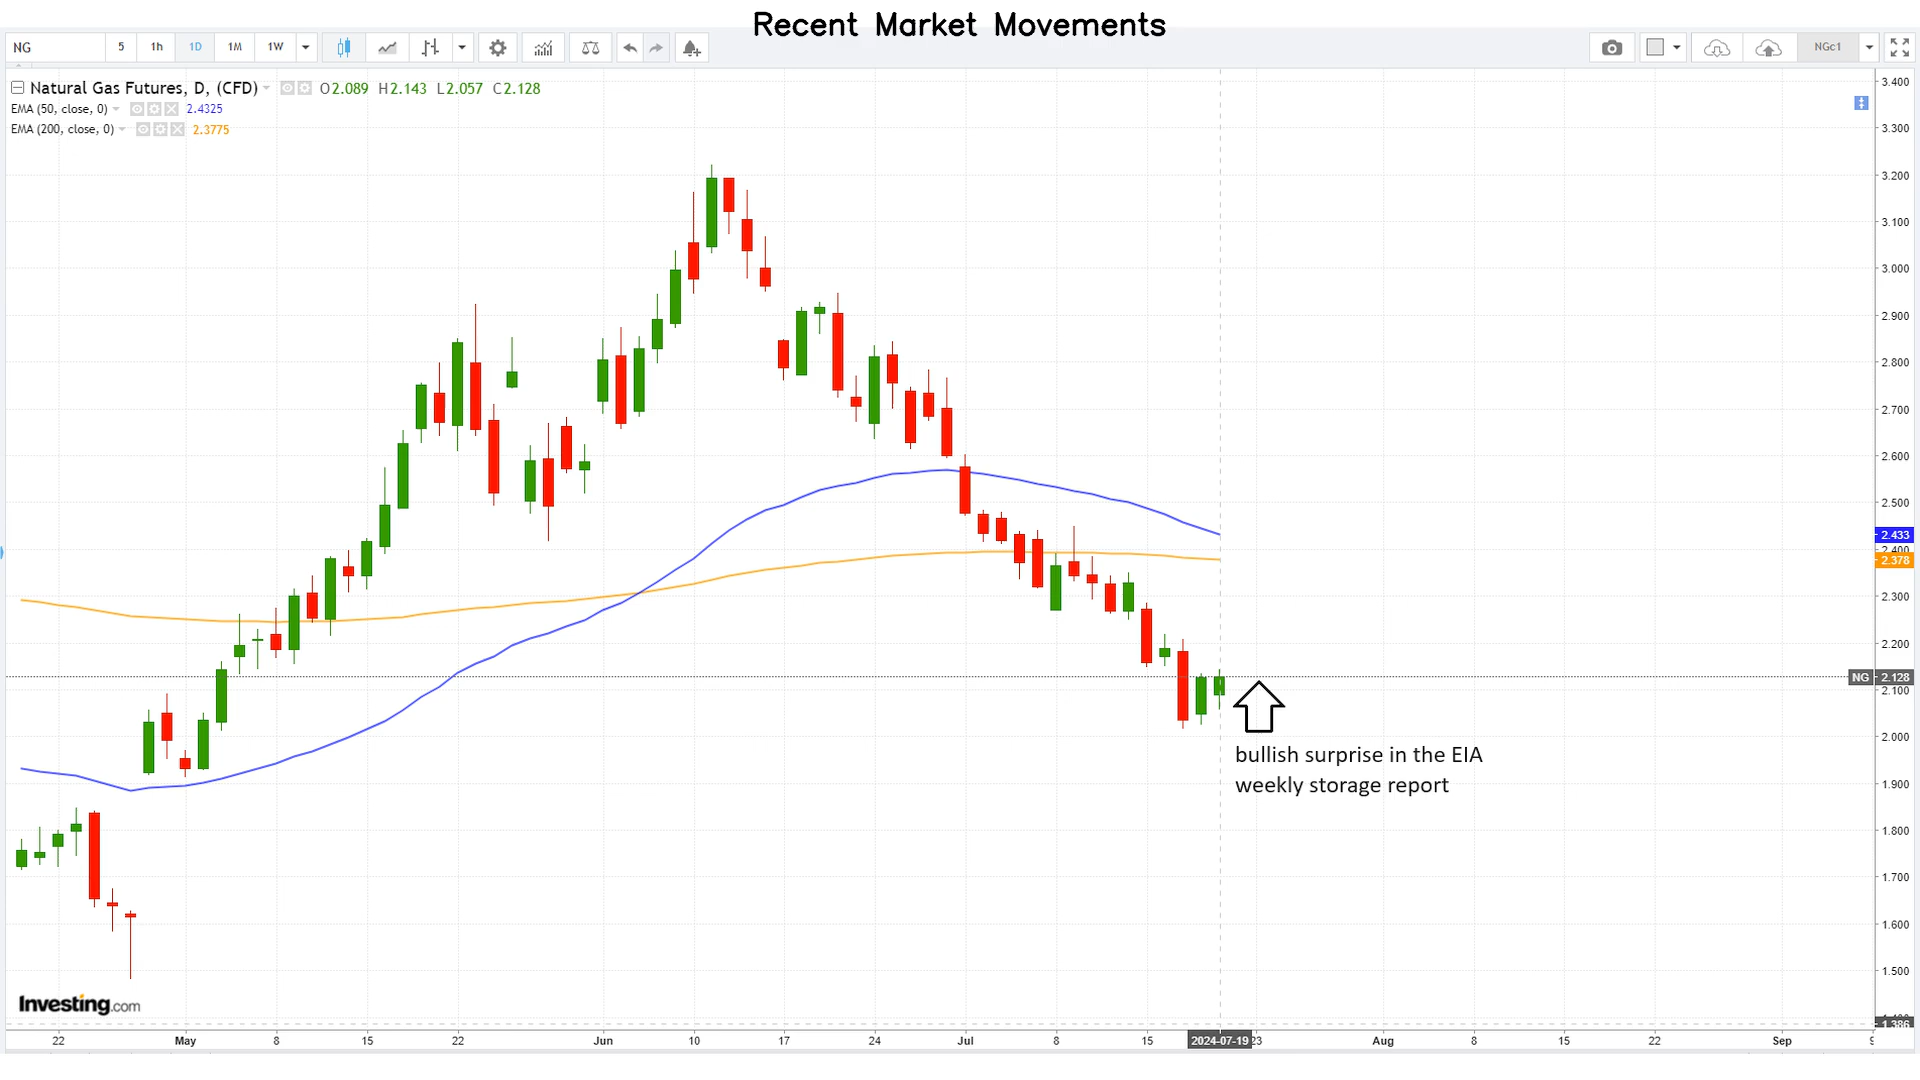 Recent Market Movements
NG 5 1h 1D 1M 1W NGc1
Natural Gas Futures, D, (CFD) O2.089 H2.143 L2.057 C2.128
EMA (50, close, 0) 2.4325
EMA (200, close, 0) 2.3775
3.400
3.300
3.200
3.100
3.000
2.900
2.800
2.700
2.600
2.500
2.433
2.400
2.378
2.300
2.200
NG 2.128
2.100
2.000
bullish surprise in the EIA
weekly storage report
1.900
1.800
1.700
1.600
1.500
Investing.com
1.386
22 May 8 15 22 Jun 10 17 24 Jul 8 15 2024-07-19 23 Aug 8 15 22 Sep